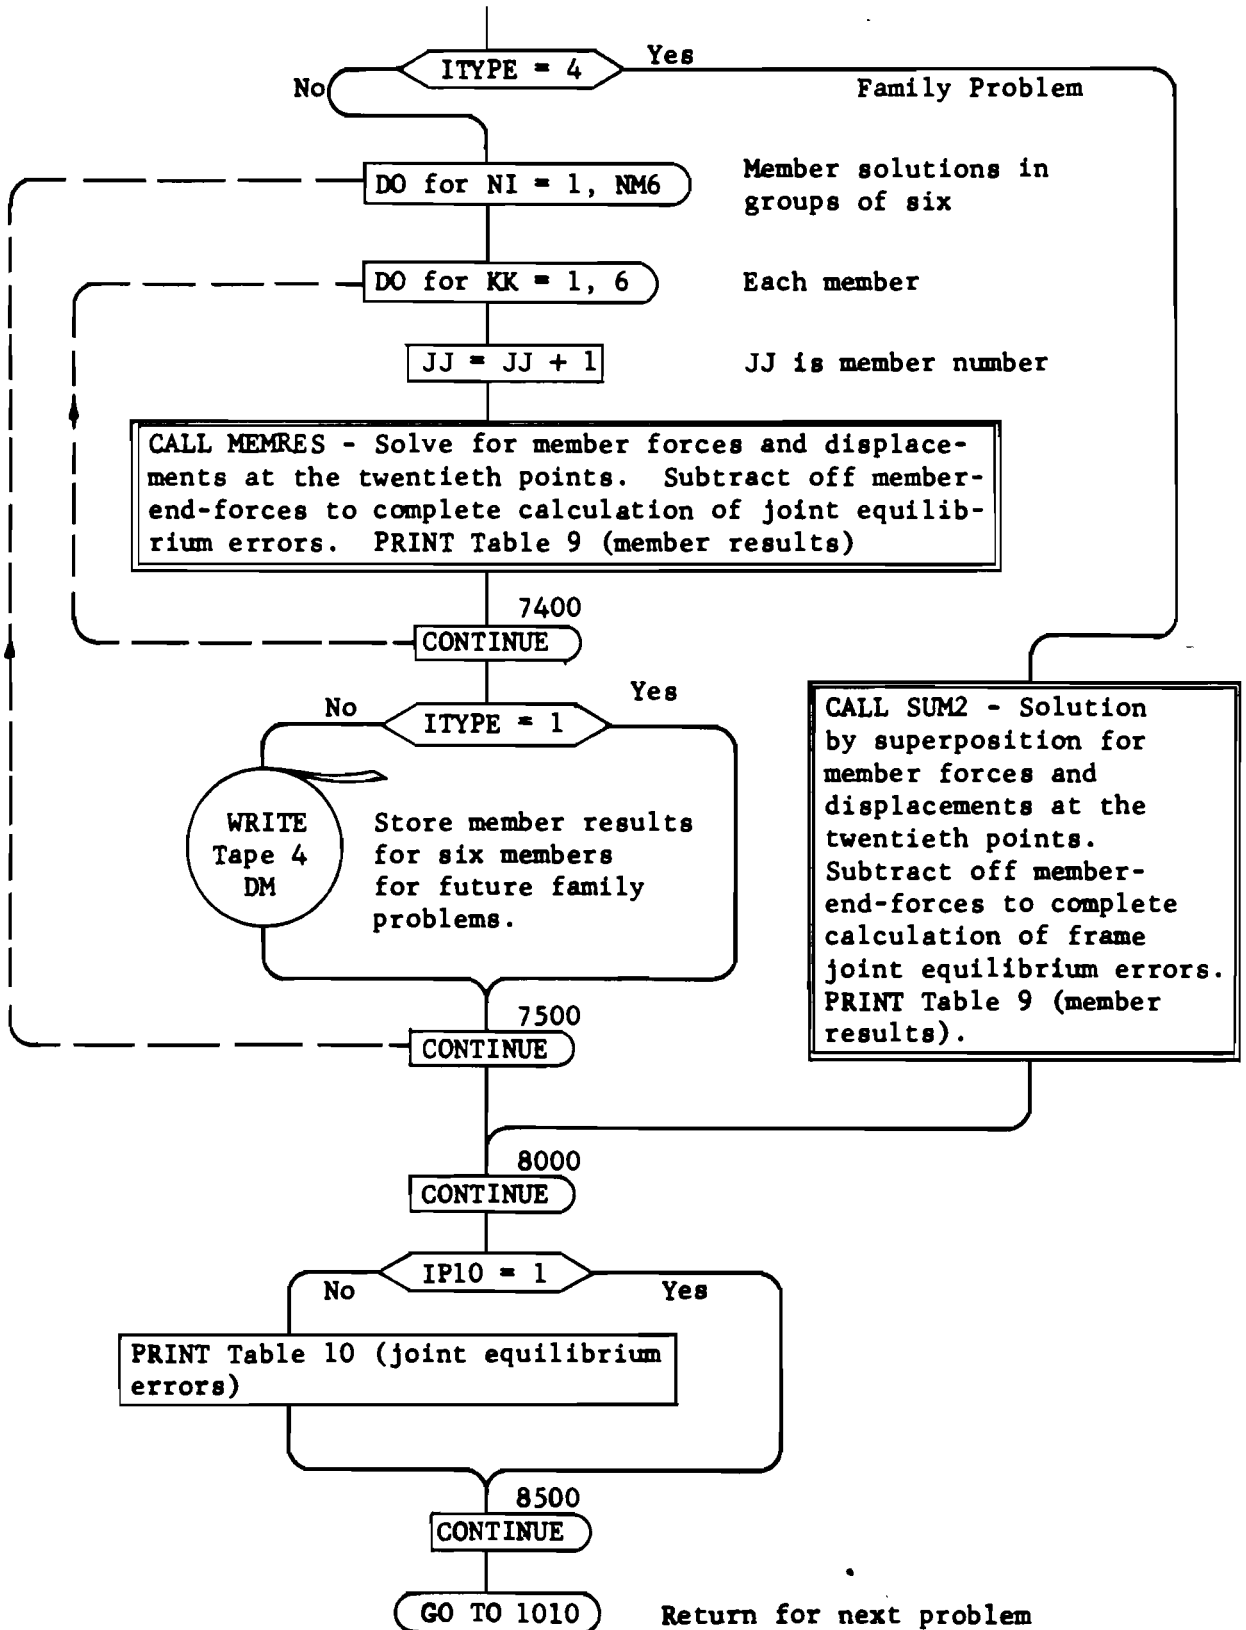 ITYPE = 4
Yes
No
Family Problem
DO for NI = 1, NM6
Member solutions in
groups of six
DO for KK = 1, 6
Each member
JJ = JJ + 1
JJ is member number
CALL MEMRES - Solve for member forces and displace-
ments at the twentieth points. Subtract off member-
end-forces to complete calculation of joint equilib-
rium errors. PRINT Table 9 (member results)
7400
CONTINUE
No
ITYPE = 1
Yes
WRITE
Tape 4
DM
Store member results
for six members
for future family
problems.
CALL SUM2 - Solution
by superposition for
member forces and
displacements at the
twentieth points.
Subtract off member-
end-forces to complete
calculation of frame
joint equilibrium errors.
PRINT Table 9 (member
results).
7500
CONTINUE
8000
CONTINUE
IP10 = 1
No
Yes
PRINT Table 10 (joint equilibrium
errors)
8500
CONTINUE
GO TO 1010
Return for next problem